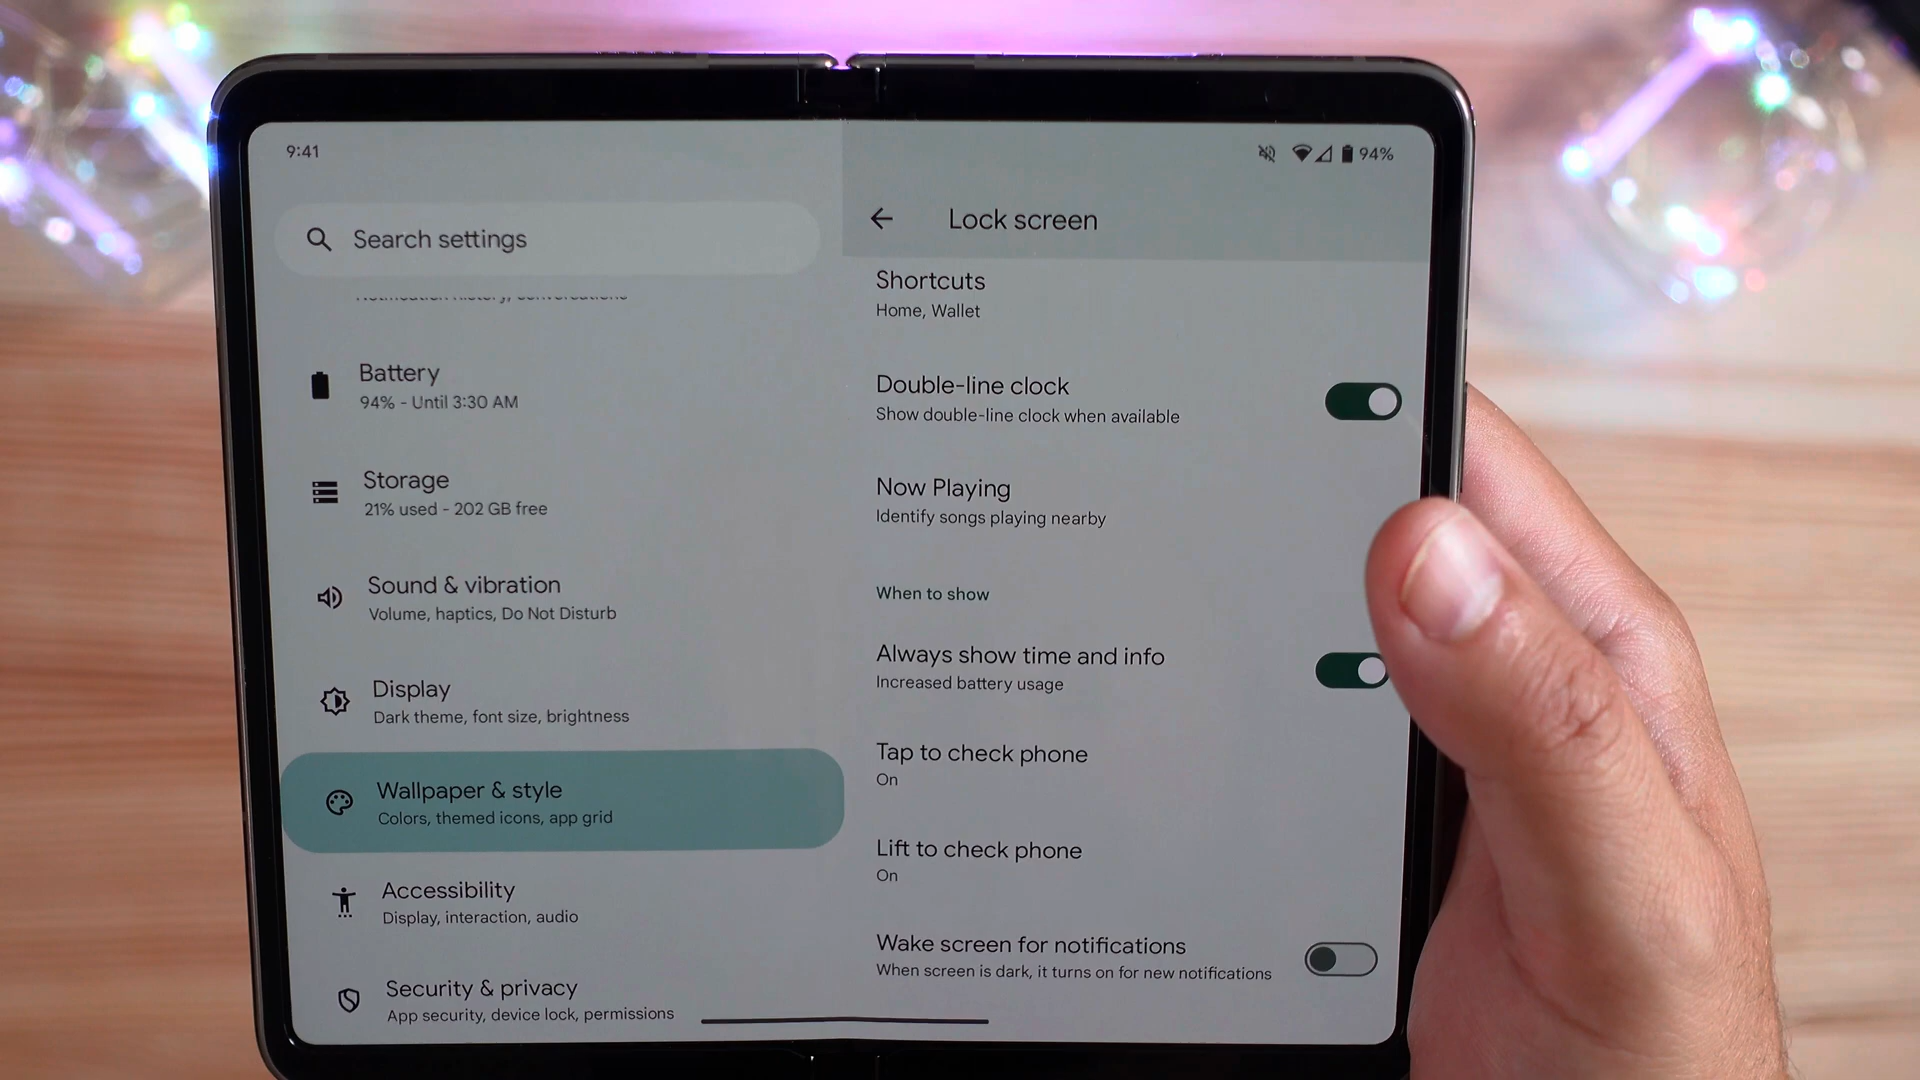 9:41
94%
Search settings
Notification history, conversations
Battery
94% - Until 3:30 AM
Storage
21% used - 202 GB free
Sound & vibration
Volume, haptics, Do Not Disturb
Display
Dark theme, font size, brightness
Wallpaper & style
Colors, themed icons, app grid
Accessibility
Display, interaction, audio
Security & privacy
App security, device lock, permissions
Lock screen
Shortcuts
Home, Wallet
Double-line clock
Show double-line clock when available
Now Playing
Identify songs playing nearby
When to show
Always show time and info
Increased battery usage
Tap to check phone
On
Lift to check phone
On
Wake screen for notifications
When screen is dark, it turns on for new notifications